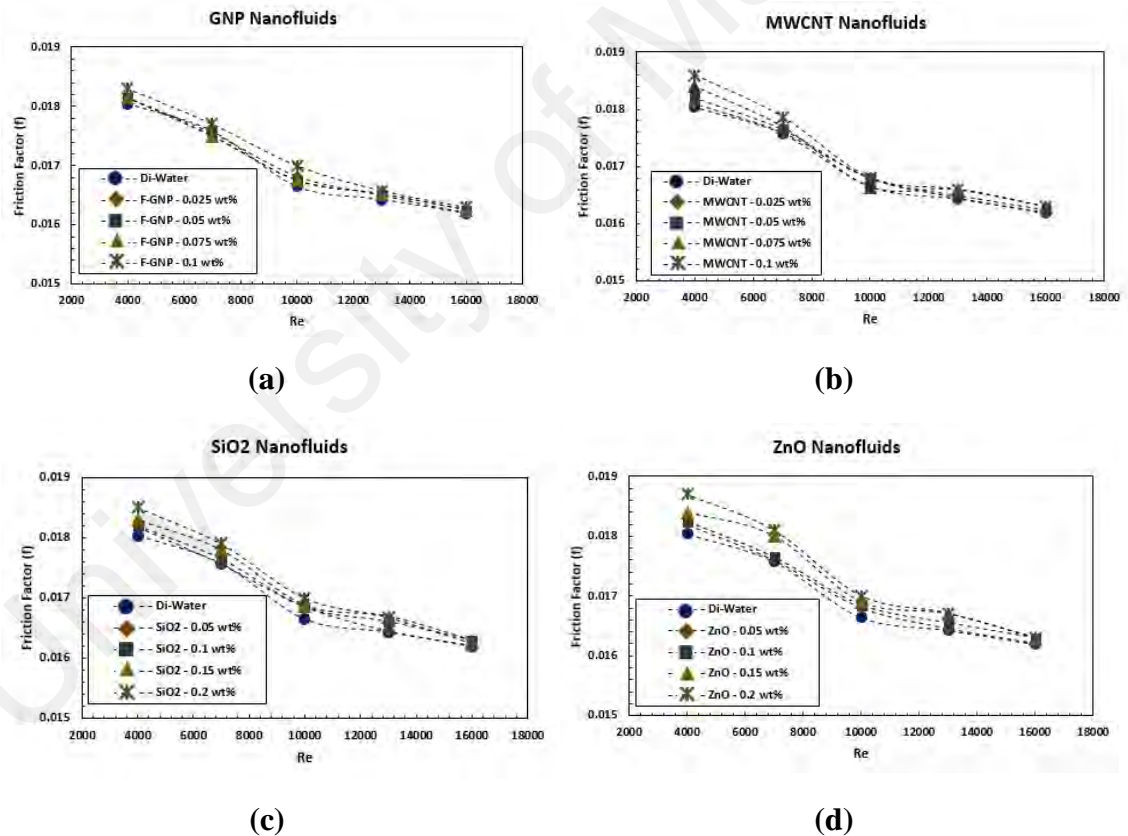 GNP Nanofluids
Friction Factor (f)
0.019
0.018
0.017
0.016
0.015
Di-Water
F-GNP - 0.025 wt%
F-GNP - 0.05 wt%
F-GNP - 0.075 wt%
F-GNP - 0.1 wt%
2000 4000 6000 8000 10000 12000 14000 16000 18000
Re
(a)
MWCNT Nanofluids
Friction Factor (f)
0.019
0.018
0.017
0.016
0.015
Di-Water
MWCNT - 0.025 wt%
MWCNT - 0.05 wt%
MWCNT - 0.075 wt%
MWCNT - 0.1 wt%
2000 4000 6000 8000 10000 12000 14000 16000 18000
Re
(b)
SiO2 Nanofluids
Friction Factor (f)
0.019
0.018
0.017
0.016
0.015
Di-Water
SiO2 - 0.05 wt%
SiO2 - 0.1 wt%
SiO2 - 0.15 wt%
SiO2 - 0.2 wt%
2000 4000 6000 8000 10000 12000 14000 16000 18000
Re
(c)
ZnO Nanofluids
Friction Factor (f)
0.019
0.018
0.017
0.016
0.015
Di-Water
ZnO - 0.05 wt%
ZnO - 0.1 wt%
ZnO - 0.15 wt%
ZnO - 0.2 wt%
2000 4000 6000 8000 10000 12000 14000 16000 18000
Re
(d)
University of M